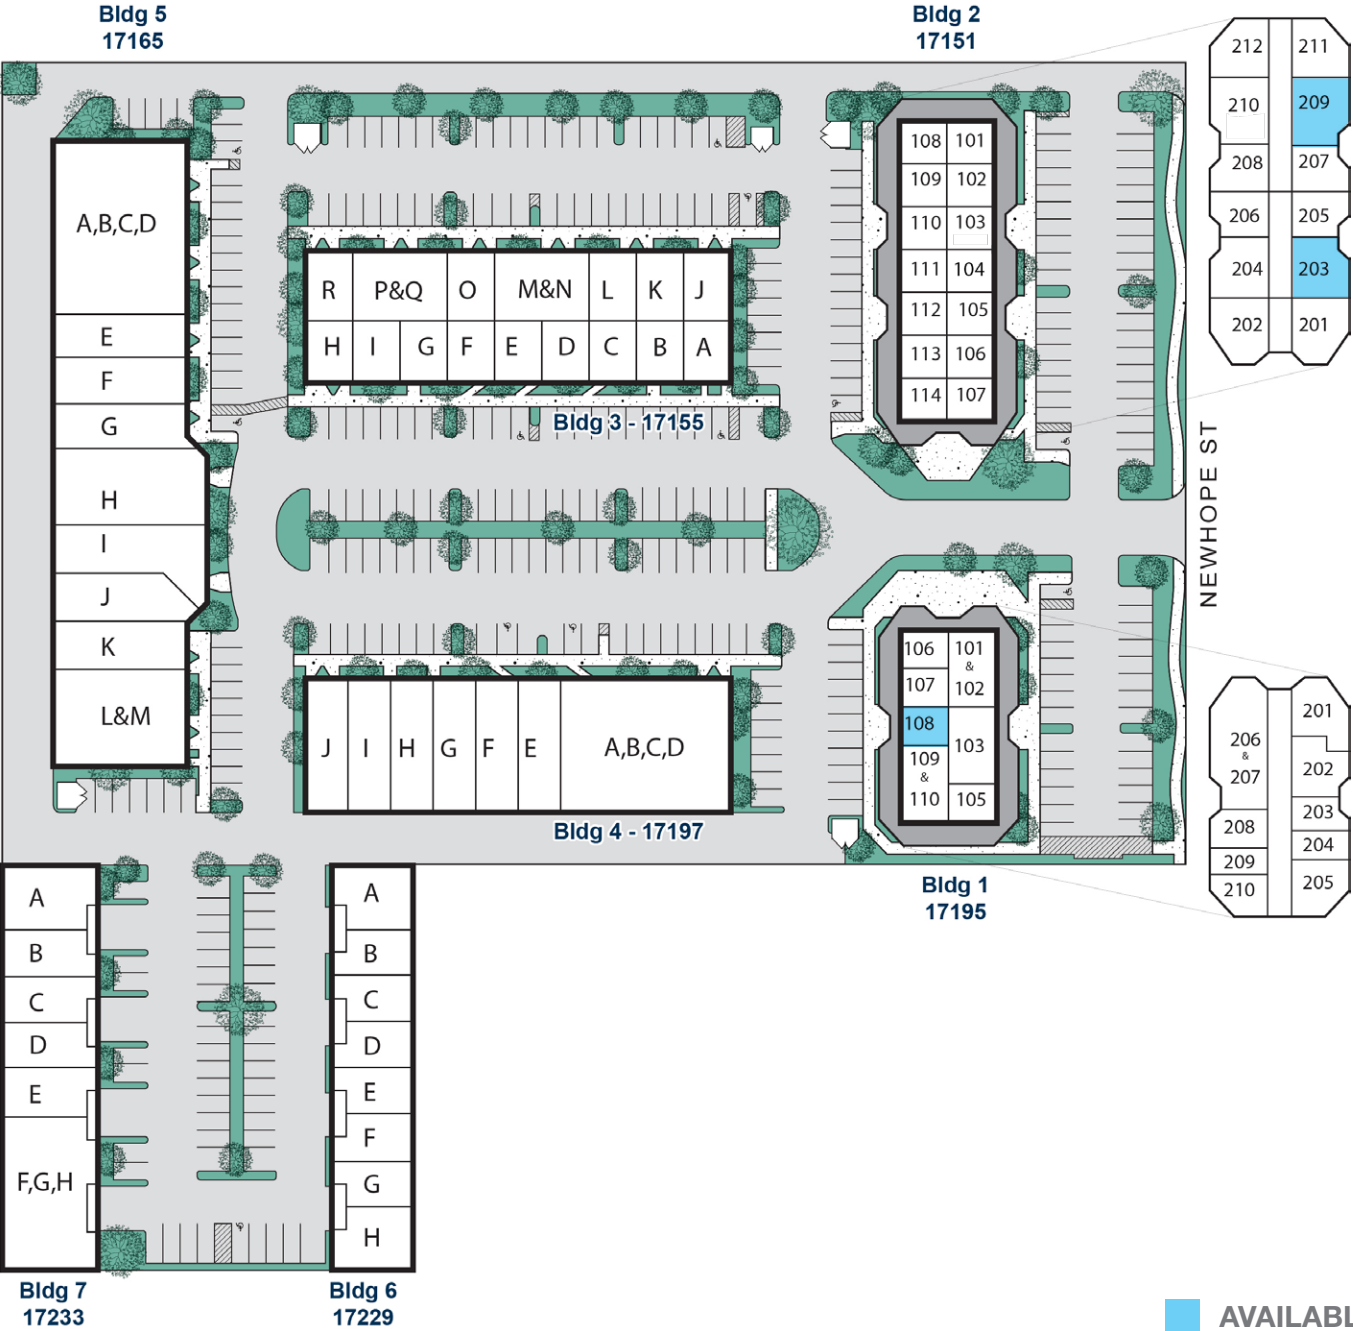 Bldg 5
17165
Bldg 2
17151
212
211
210
209
208
207
206
205
204
203
202
201
A,B,C,D
E
F
G
H
I
J
K
L&M
R
P&Q
O
M&N
L
K
J
H
I
G
F
E
D
C
B
A
Bldg 3 - 17155
108
101
109
102
110
103
111
104
112
105
113
106
114
107
NEWHOPE ST
J
I
H
G
F
E
A,B,C,D
Bldg 4 - 17197
106
101
&
102
107
108
103
109
&
110
105
Bldg 1
17195
201
206
&
207
202
203
208
204
209
205
210
A
B
C
D
E
F,G,H
Bldg 7
17233
A
B
C
D
E
F
G
H
Bldg 6
17229
AVAILABL